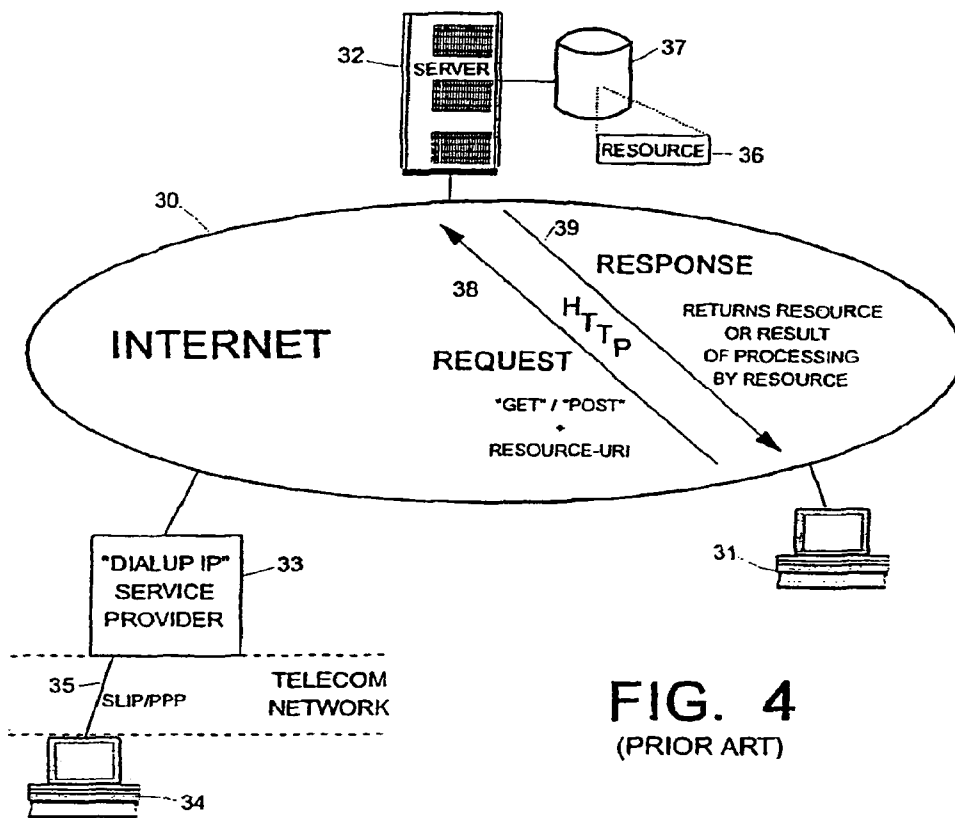 32
SERVER
37
RESOURCE
36
30
39
RESPONSE
38
HTTP
RETURNS RESOURCE
OR RESULT
OF PROCESSING
BY RESOURCE
INTERNET
REQUEST
"GET" / "POST"
+
RESOURCE-URI
"DIALUP IP"
SERVICE
PROVIDER
33
31
35
SLIP/PPP
TELECOM
NETWORK
34
FIG. 4
(PRIOR ART)